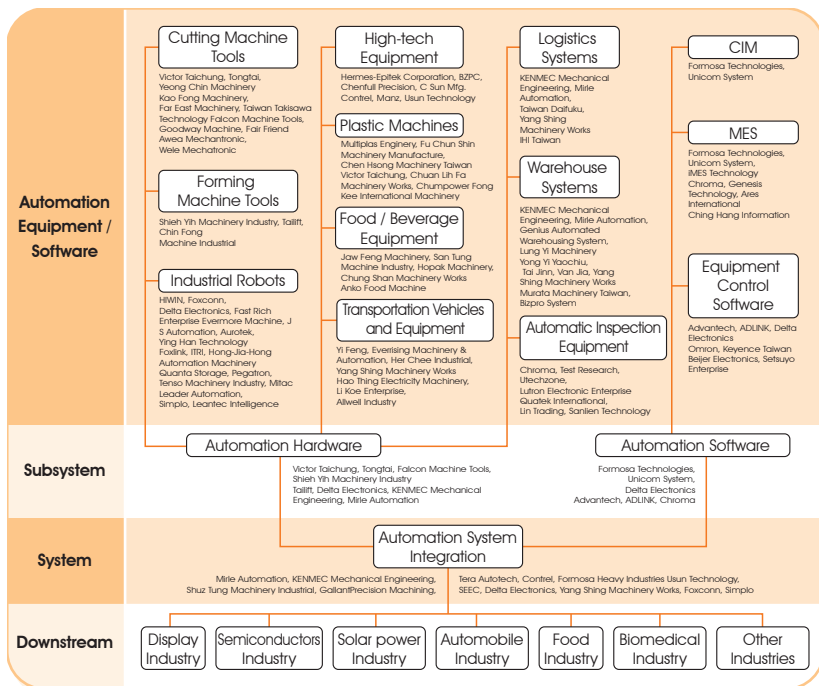 Automation
Equipment /
Software
Cutting Machine
Tools
Victor Taichung, Tongtai,
Yeong Chin Machinery
Kao Fong Machinery,
Far East Machinery, Taiwan Takisawa
Technology Falcon Machine Tools,
Goodway Machine, Fair Friend
Awea Mechantronic,
Wele Mechatronic
Forming
Machine Tools
Shieh Yih Machinery Industry, Tailift,
Chin Fong
Machine Industrial
Industrial Robots
HIWIN, Foxconn,
Delta Electronics, Fast Rich
Enterprise Evermore Machine, J
S Automation, Aurotek,
Ying Han Technology
Foxlink, ITRI, Hong-Jia-Hong
Automation Machinery
Quanta Storage, Pegatron,
Tenso Machinery Industry, Mitac
Leader Automation,
Simplo, Leantec Intelligence
High-tech
Equipment
Hermes-Epitek Corporation, BZPC,
Chenfull Precision, C Sun Mfg.
Contrel, Manz, Usun Technology
Plastic Machines
Multiplas Enginery, Fu Chun Shin
Machinery Manufacture,
Chen Hsong Machinery Taiwan
Victor Taichung, Chuan Lih Fa
Machinery Works, Chumpower Fong
Kee International Machinery
Food / Beverage
Equipment
Jaw Feng Machinery, San Tung
Machine Industry, Hopak Machinery,
Chung Shan Machinery Works
Anko Food Machine
Transportation Vehicles
and Equipment
Yi Feng, Everrising Machinery &
Automation, Her Chee Industrial,
Yang Shing Machinery Works
Hao Thing Electricity Machinery,
Li Koe Enterprise,
Allwell Industry
Logistics
Systems
KENMEC Mechanical
Engineering, Mirle
Automation,
Taiwan Daifuku,
Yang Shing
Machinery Works
IHI Taiwan
Warehouse
Systems
KENMEC Mechanical
Engineering, Mirle Automation,
Genius Automated
Warehousing System,
Lung Yi Machinery
Yong Yi Yaochiu,
Tai Jinn, Van Jia, Yang
Shing Machinery Works
Murata Machinery Taiwan,
Bizpro System
Automatic Inspection
Equipment
Chroma, Test Research,
Utechzone,
Lutron Electronic Enterprise
Quatek International,
Lin Trading, Sanlien Technology
CIM
Formosa Technologies,
Unicom System
MES
Formosa Technologies,
Unicom System,
iMES Technology
Chroma, Genesis
Technology, Ares
International
Ching Hang Information
Equipment
Control
Software
Advantech, ADLINK, Delta
Electronics
Omron, Keyence Taiwan
Beijer Electronics, Setsuyo
Enterprise
Subsystem
Automation Hardware
Victor Taichung, Tongtai, Falcon Machine Tools,
Shieh Yih Machinery Industry
Tailift, Delta Electronics, KENMEC Mechanical
Engineering, Mirle Automation
Automation Software
Formosa Technologies,
Unicom System,
Delta Electronics
Advantech, ADLINK, Chroma
System
Automation System
Integration
Mirle Automation, KENMEC Mechanical Engineering,
Shuz Tung Machinery Industrial, GallantPrecision Machining,
Tera Autotech, Contrel, Formosa Heavy Industries Usun Technology,
SEEC, Delta Electronics, Yang Shing Machinery Works, Foxconn, Simplo
Downstream
Display
Industry
Semiconductors
Industry
Solar power
Industry
Automobile
Industry
Food
Industry
Biomedical
Industry
Other
Industries